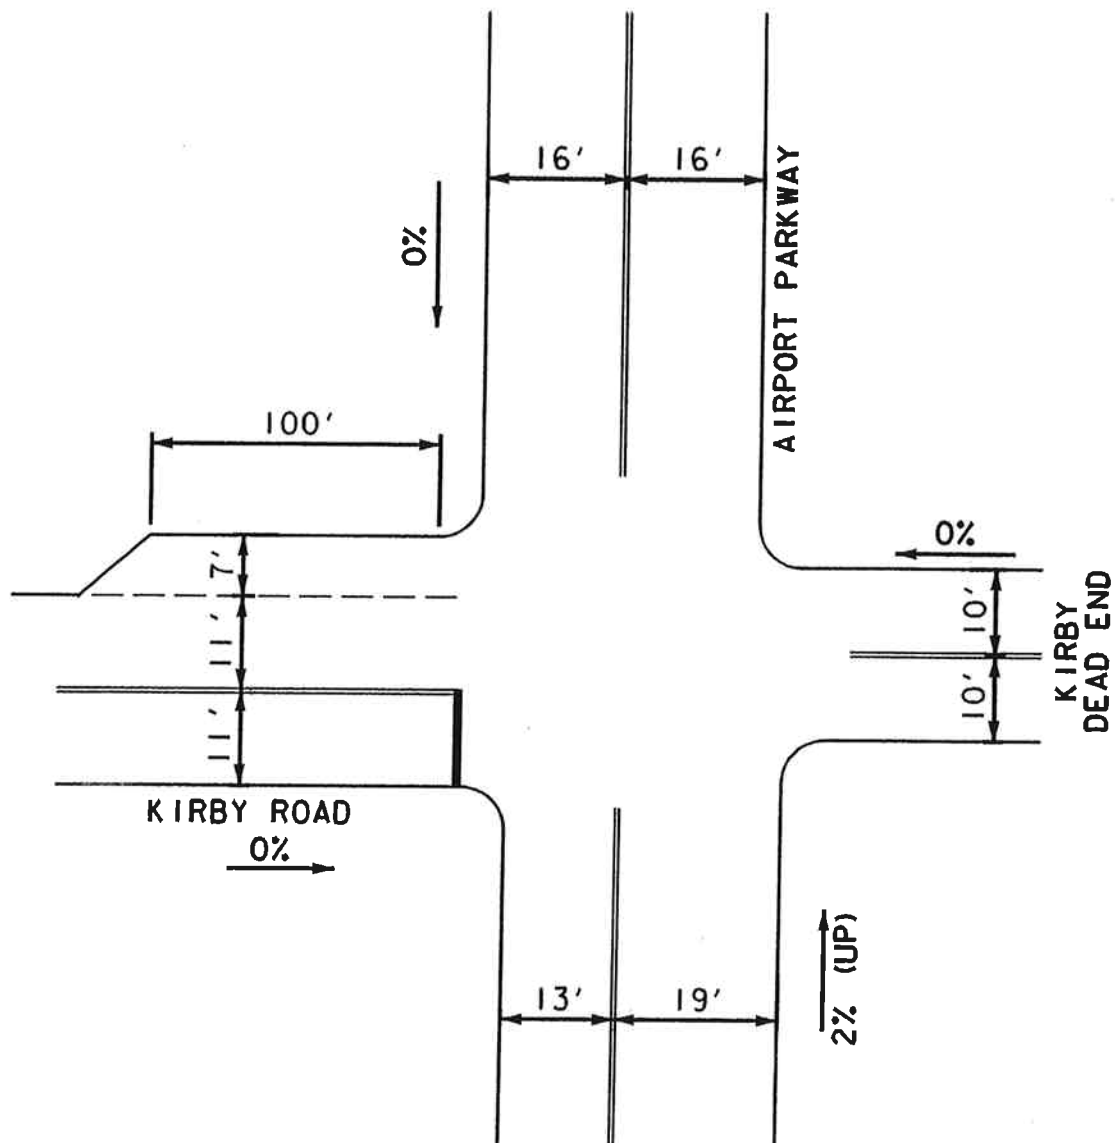 16'
16'
AIRPORT PARKWAY
0%
100'
7'
11'
11'
0%
10'
10'
KIRBY
DEAD END
KIRBY ROAD
0%
13'
19'
2% (UP)